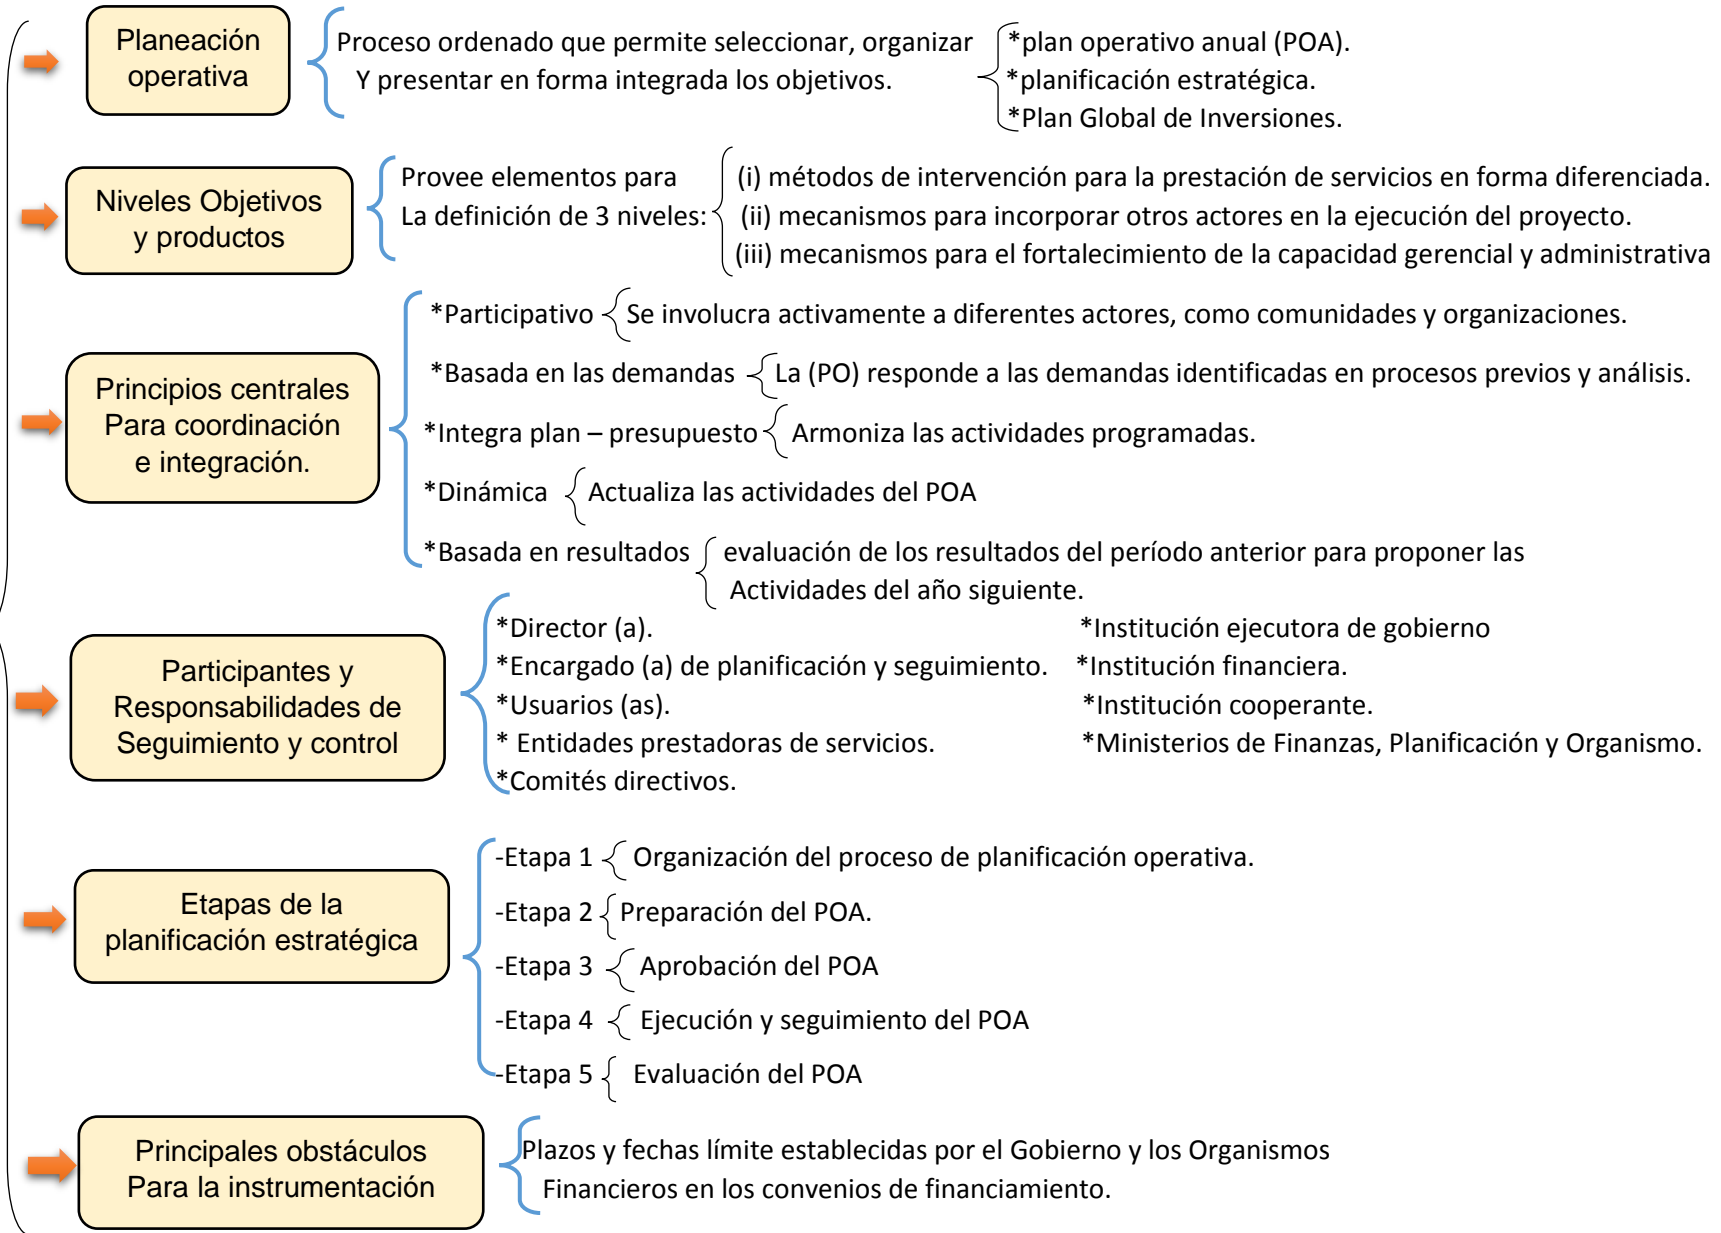 Planeación
operativa
Proceso ordenado que permite seleccionar, organizar
Y presentar en forma integrada los objetivos.
*plan operativo anual (POA).
*planificación estratégica.
*Plan Global de Inversiones.
Niveles Objetivos
y productos
Provee elementos para
La definición de 3 niveles:
(i) métodos de intervención para la prestación de servicios en forma diferenciada.
(ii) mecanismos para incorporar otros actores en la ejecución del proyecto.
(iii) mecanismos para el fortalecimiento de la capacidad gerencial y administrativa
Principios centrales
Para coordinación
e integración.
*Participativo
Se involucra activamente a diferentes actores, como comunidades y organizaciones.
*Basada en las demandas
La (PO) responde a las demandas identificadas en procesos previos y análisis.
*Integra plan – presupuesto
Armoniza las actividades programadas.
*Dinámica
Actualiza las actividades del POA
*Basada en resultados
evaluación de los resultados del período anterior para proponer las
Actividades del año siguiente.
Participantes y
Responsabilidades de
Seguimiento y control
*Director (a).
*Encargado (a) de planificación y seguimiento.
*Usuarios (as).
* Entidades prestadoras de servicios.
*Comités directivos.
*Institución ejecutora de gobierno
*Institución financiera.
*Institución cooperante.
*Ministerios de Finanzas, Planificación y Organismo.
Etapas de la
planificación estratégica
-Etapa 1
Organización del proceso de planificación operativa.
-Etapa 2
Preparación del POA.
-Etapa 3
Aprobación del POA
-Etapa 4
Ejecución y seguimiento del POA
-Etapa 5
Evaluación del POA
Principales obstáculos
Para la instrumentación
Plazos y fechas límite establecidas por el Gobierno y los Organismos
Financieros en los convenios de financiamiento.